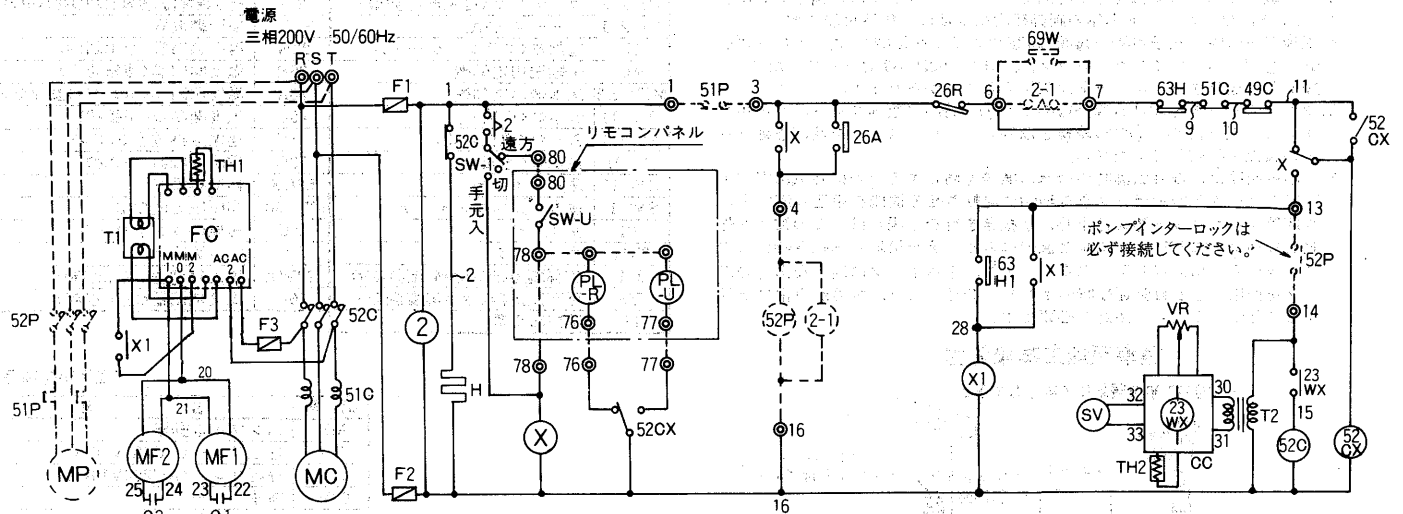 電源
三相200V 50/60Hz
R S T
F1
1
1
51P
3
26R
6
69W
2-1
7
63H
9
51C
10
49C
11
52
CX
52C
2
遠方
SW-1
切
手元入
リモコンパネル
80
80
SW-U
78
PL
-R
PL
-U
76
77
78
76
77
X
52CX
X
26A
4
52P
2-1
16
16
X
13
ポンプインターロックは
必ず接続してください。
52P
14
63
H1
X1
28
X1
VR
32
33
SV
23
WX
30
31
T2
TH2
CC
23
WX
15
52C
52
CX
TH1
T1
FC
M
1
M
0
M
2
AC
2
AC
1
52P
X1
F3
52C
20
21
51P
51C
~2
H
2
F2
MP
MF2
MF1
MC
25
24
23
22